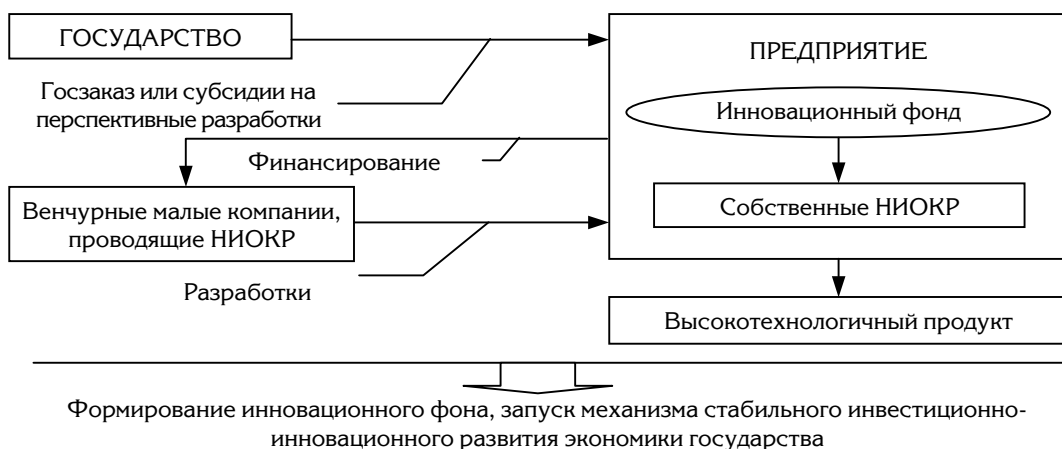 ГОСУДАРСТВО
ПРЕДПРИЯТИЕ
Госзаказ или субсидии на
перспективные разработки
Инновационный фонд
Финансирование
Собственные НИОКР
Венчурные малые компании,
проводящие НИОКР
Разработки
Высокотехнологичный продукт
Формирование инновационного фона, запуск механизма стабильного инвестиционно-
инновационного развития экономики государства